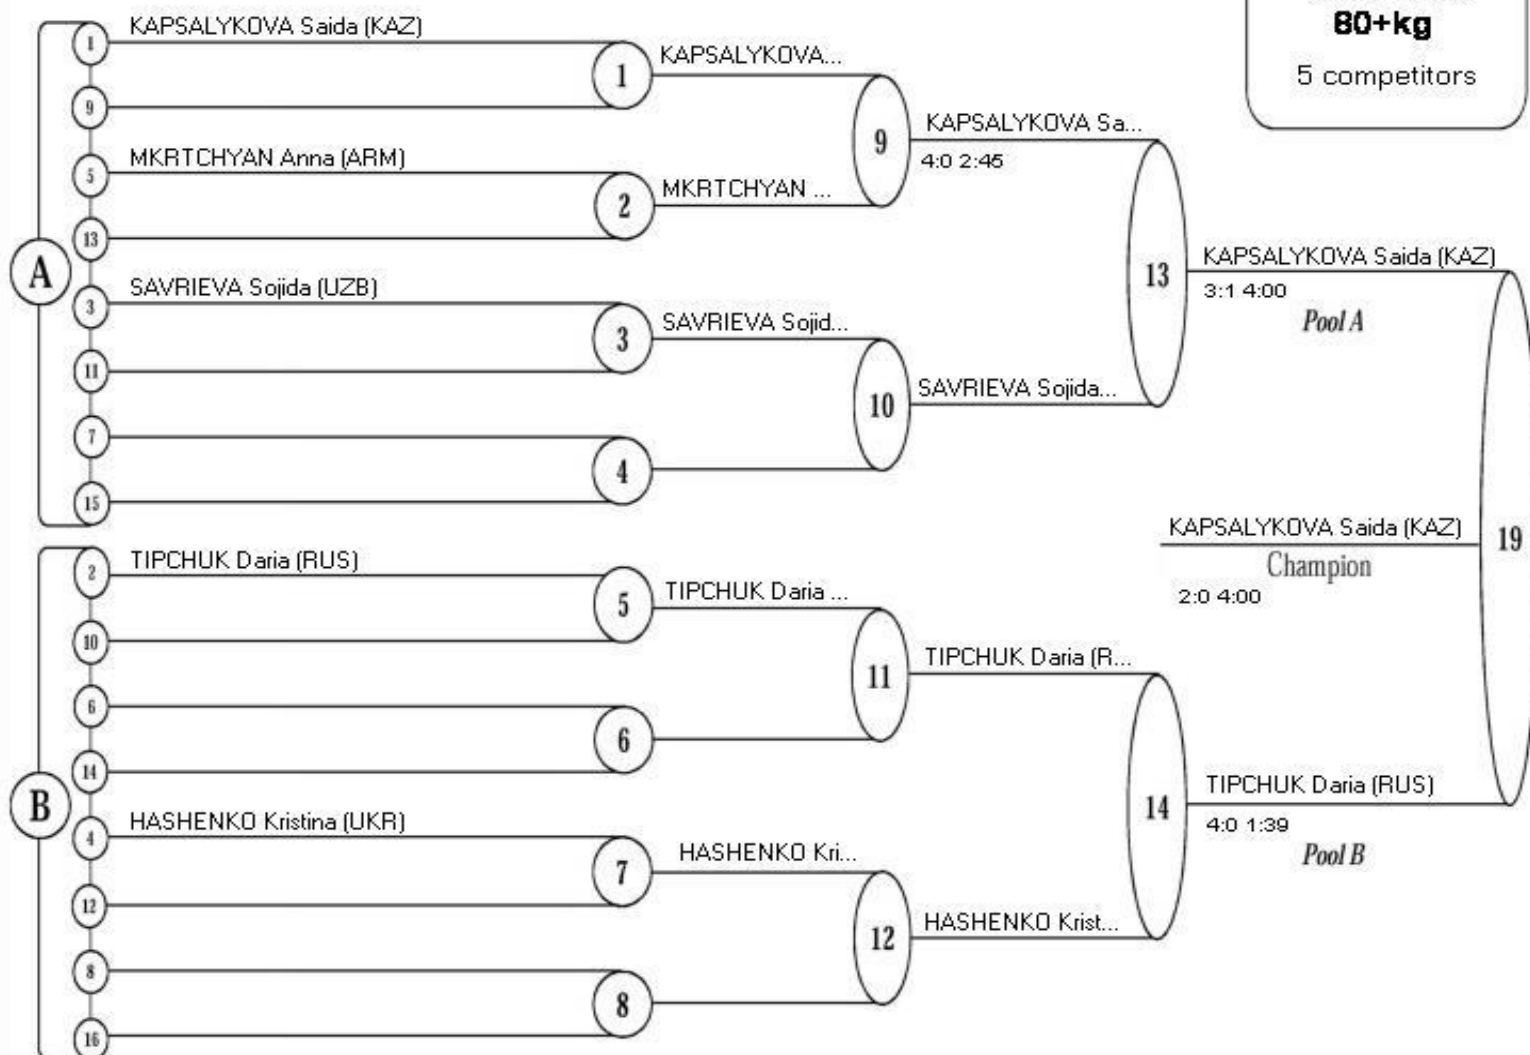 80+kg
5 competitors
A
1
KAPSALYKOVA Saida (KAZ)
9
1
KAPSALYKOVA...
5
MKRTCHYAN Anna (ARM)
13
2
MKRTCHYAN ...
9
KAPSALYKOVA Sa...
4:0 2:45
3
SAVRIEVA Sojida (UZB)
11
3
SAVRIEVA Sojid...
7
15
4
10
SAVRIEVA Sojida...
13
KAPSALYKOVA Saida (KAZ)
3:1 4:00
Pool A
B
2
TIPCHUK Daria (RUS)
10
5
TIPCHUK Daria ...
6
14
6
11
TIPCHUK Daria (R...
4
HASHENKO Kristina (UKR)
12
7
HASHENKO Kri...
8
16
8
12
HASHENKO Krist...
14
TIPCHUK Daria (RUS)
4:0 1:39
Pool B
19
KAPSALYKOVA Saida (KAZ)
Champion
2:0 4:00